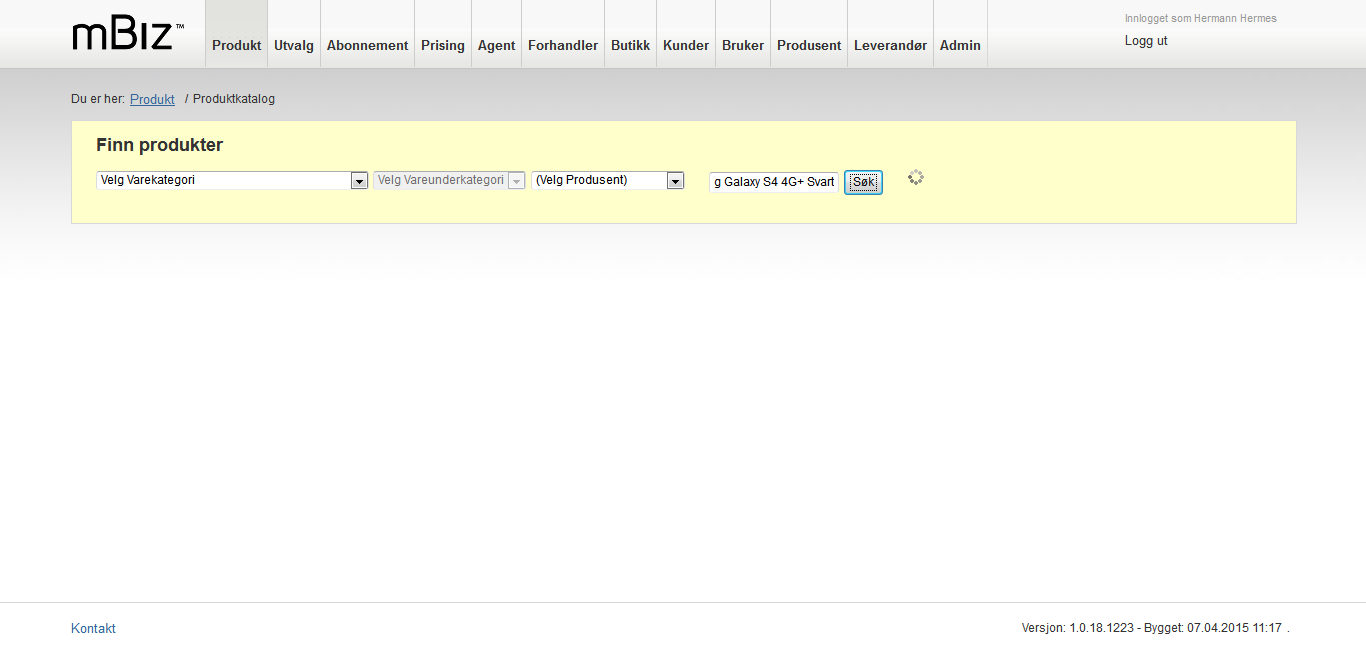 mBiz™
Produkt Utvalg Abonnement Prising Agent Forhandler Butikk Kunder Bruker Produsent Leverandør Admin
Innlogget som Hermann Hermes
Logg ut
Du er her: Produkt / Produktkatalog
Finn produkter
Velg Varekategori Velg Vareunderkategori (Velg Produsent) g Galaxy S4 4G+ Svart Søk
Kontakt Versjon: 1.0.18.1223 - Bygget: 07.04.2015 11:17 .